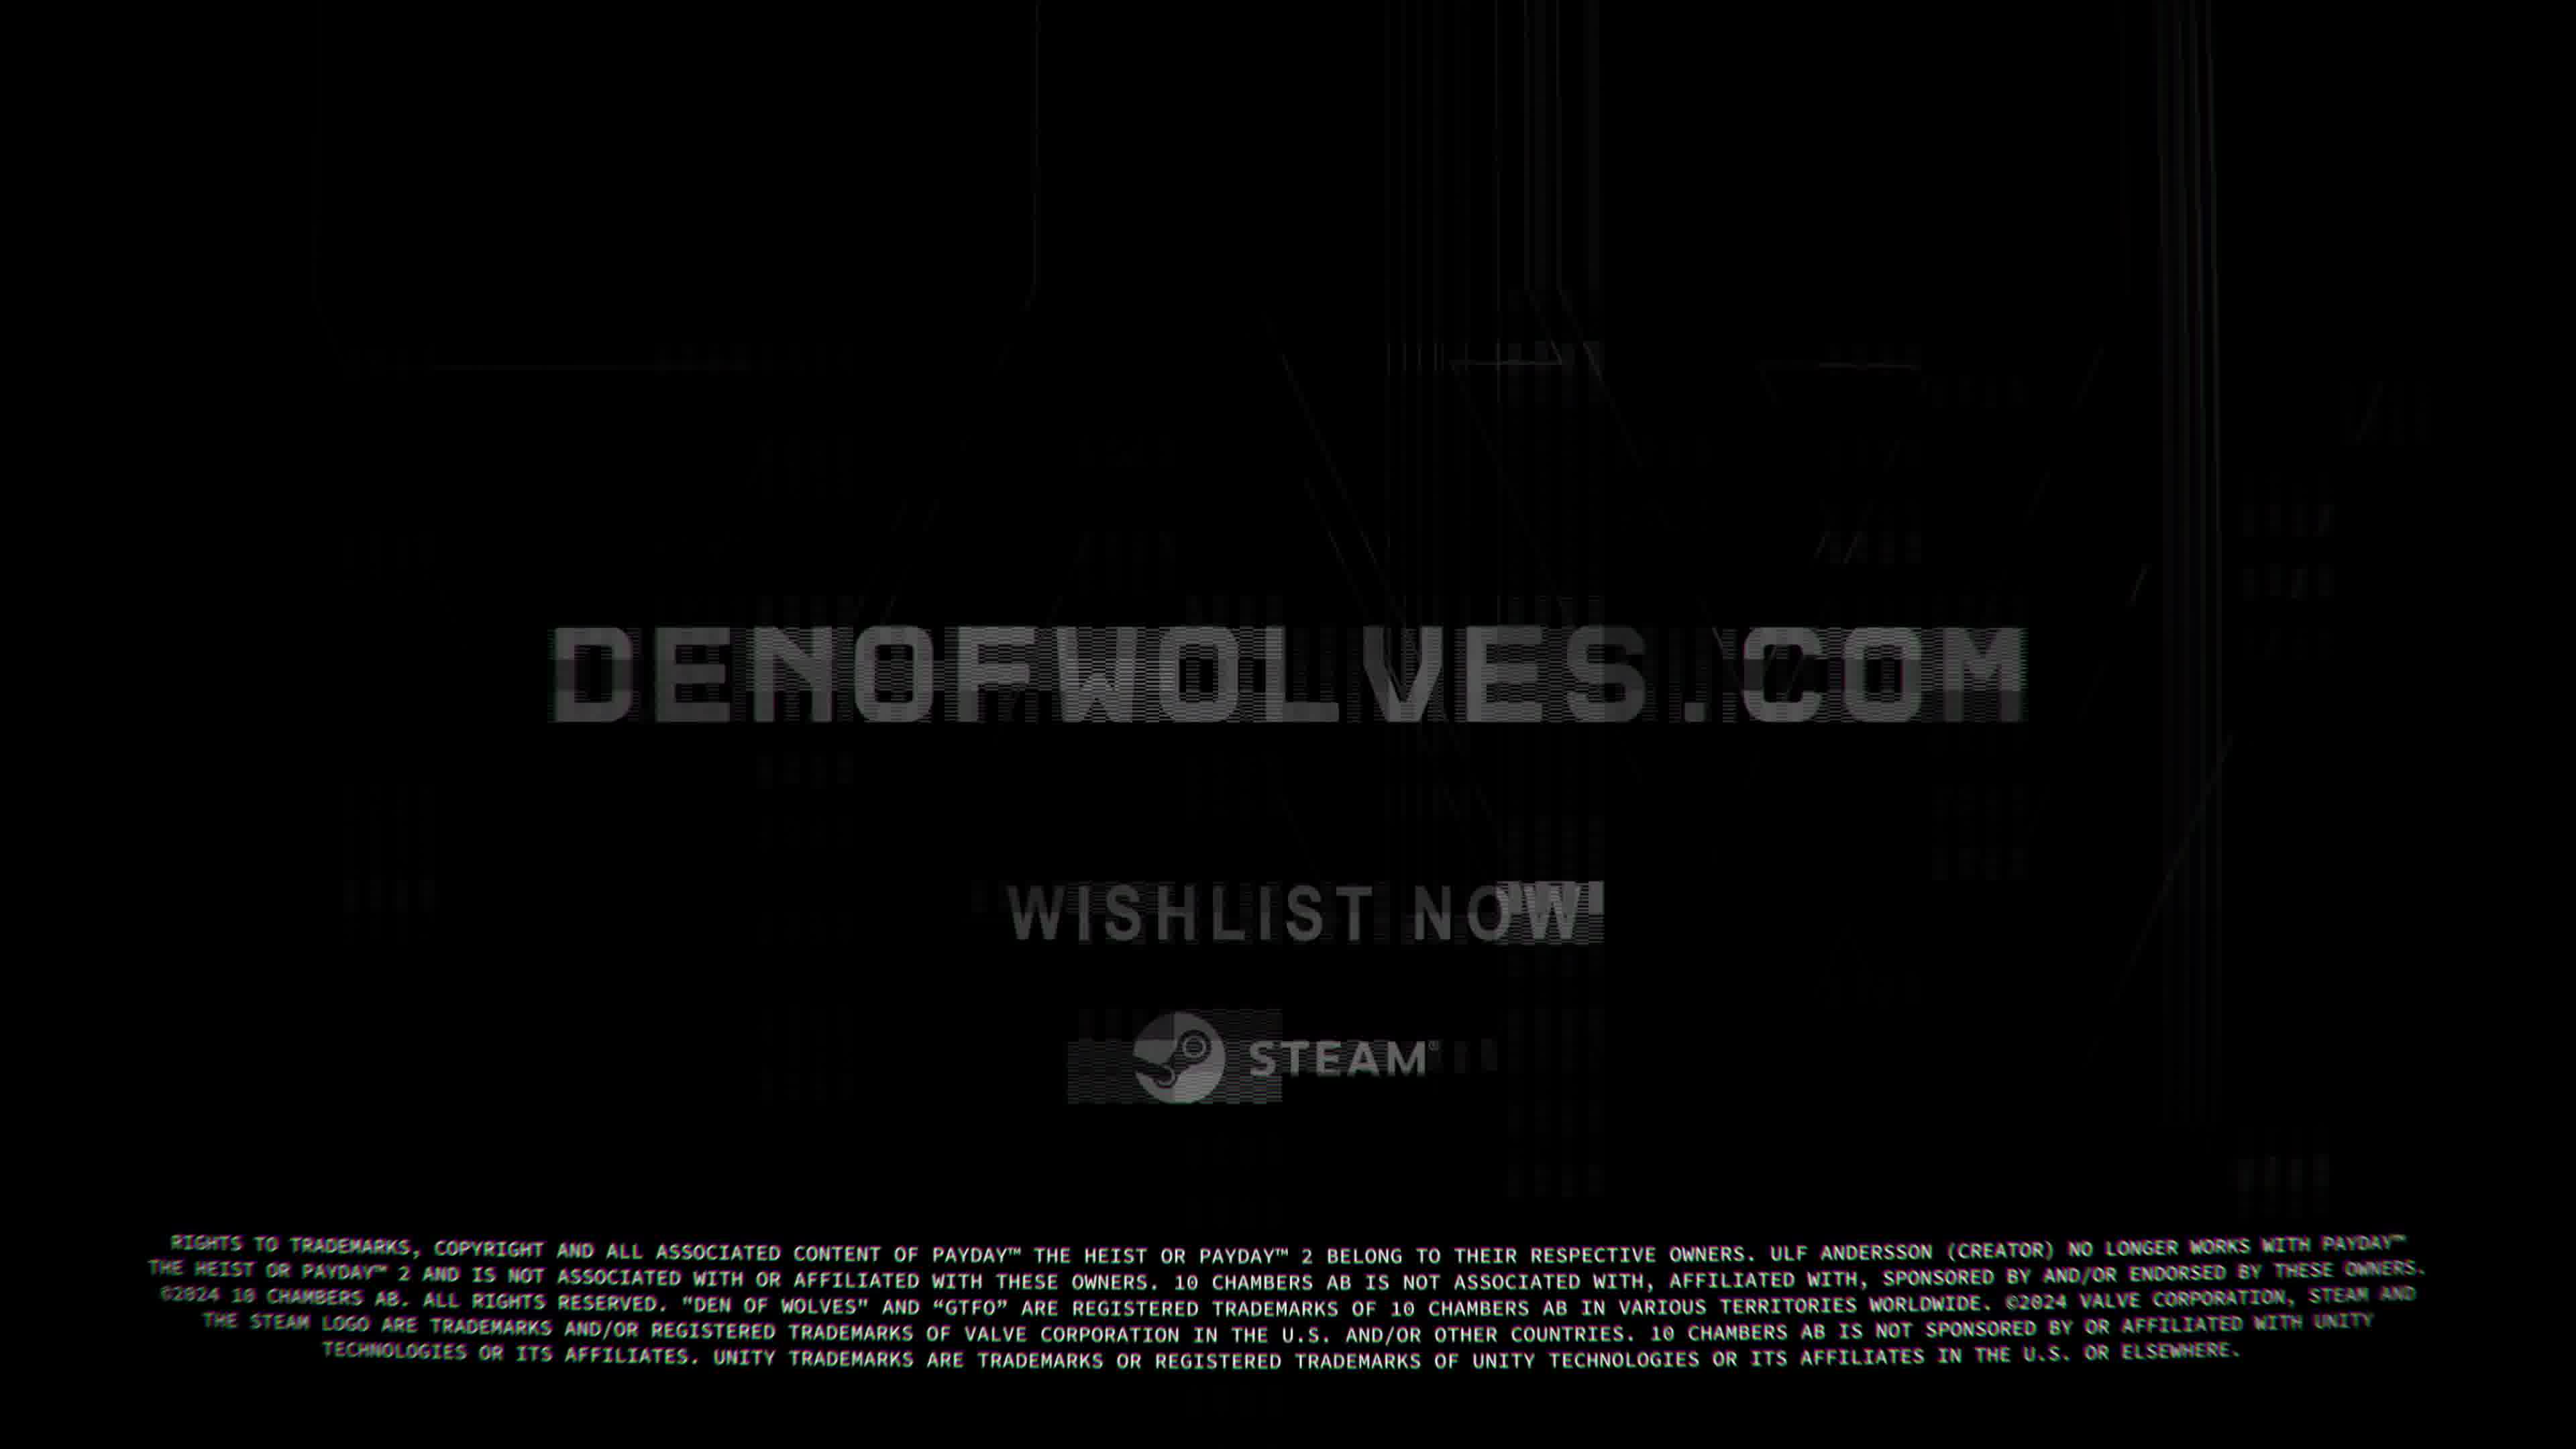 DENOFWOLVES.COM
WISHLIST NOW
STEAM®
RIGHTS TO TRADEMARKS, COPYRIGHT AND ALL ASSOCIATED CONTENT OF PAYDAY™ THE HEIST OR PAYDAY™ 2 BELONG TO THEIR RESPECTIVE OWNERS. ULF ANDERSSON (CREATOR) NO LONGER WORKS WITH PAYDAY™
THE HEIST OR PAYDAY™ 2 AND IS NOT ASSOCIATED WITH OR AFFILIATED WITH THESE OWNERS. 10 CHAMBERS AB IS NOT ASSOCIATED WITH, AFFILIATED WITH, SPONSORED BY AND/OR ENDORSED BY THESE OWNERS.
©2024 10 CHAMBERS AB. ALL RIGHTS RESERVED. “DEN OF WOLVES" AND “GTFO” ARE REGISTERED TRADEMARKS OF 10 CHAMBERS AB IN VARIOUS TERRITORIES WORLDWIDE. ©2024 VALVE CORPORATION, STEAM AND
THE STEAM LOGO ARE TRADEMARKS AND/OR REGISTERED TRADEMARKS OF VALVE CORPORATION IN THE U.S. AND/OR OTHER COUNTRIES. 10 CHAMBERS AB IS NOT SPONSORED BY OR AFFILIATED WITH UNITY
TECHNOLOGIES OR ITS AFFILIATES. UNITY TRADEMARKS ARE TRADEMARKS OR REGISTERED TRADEMARKS OF UNITY TECHNOLOGIES OR ITS AFFILIATES IN THE U.S. OR ELSEWHERE.